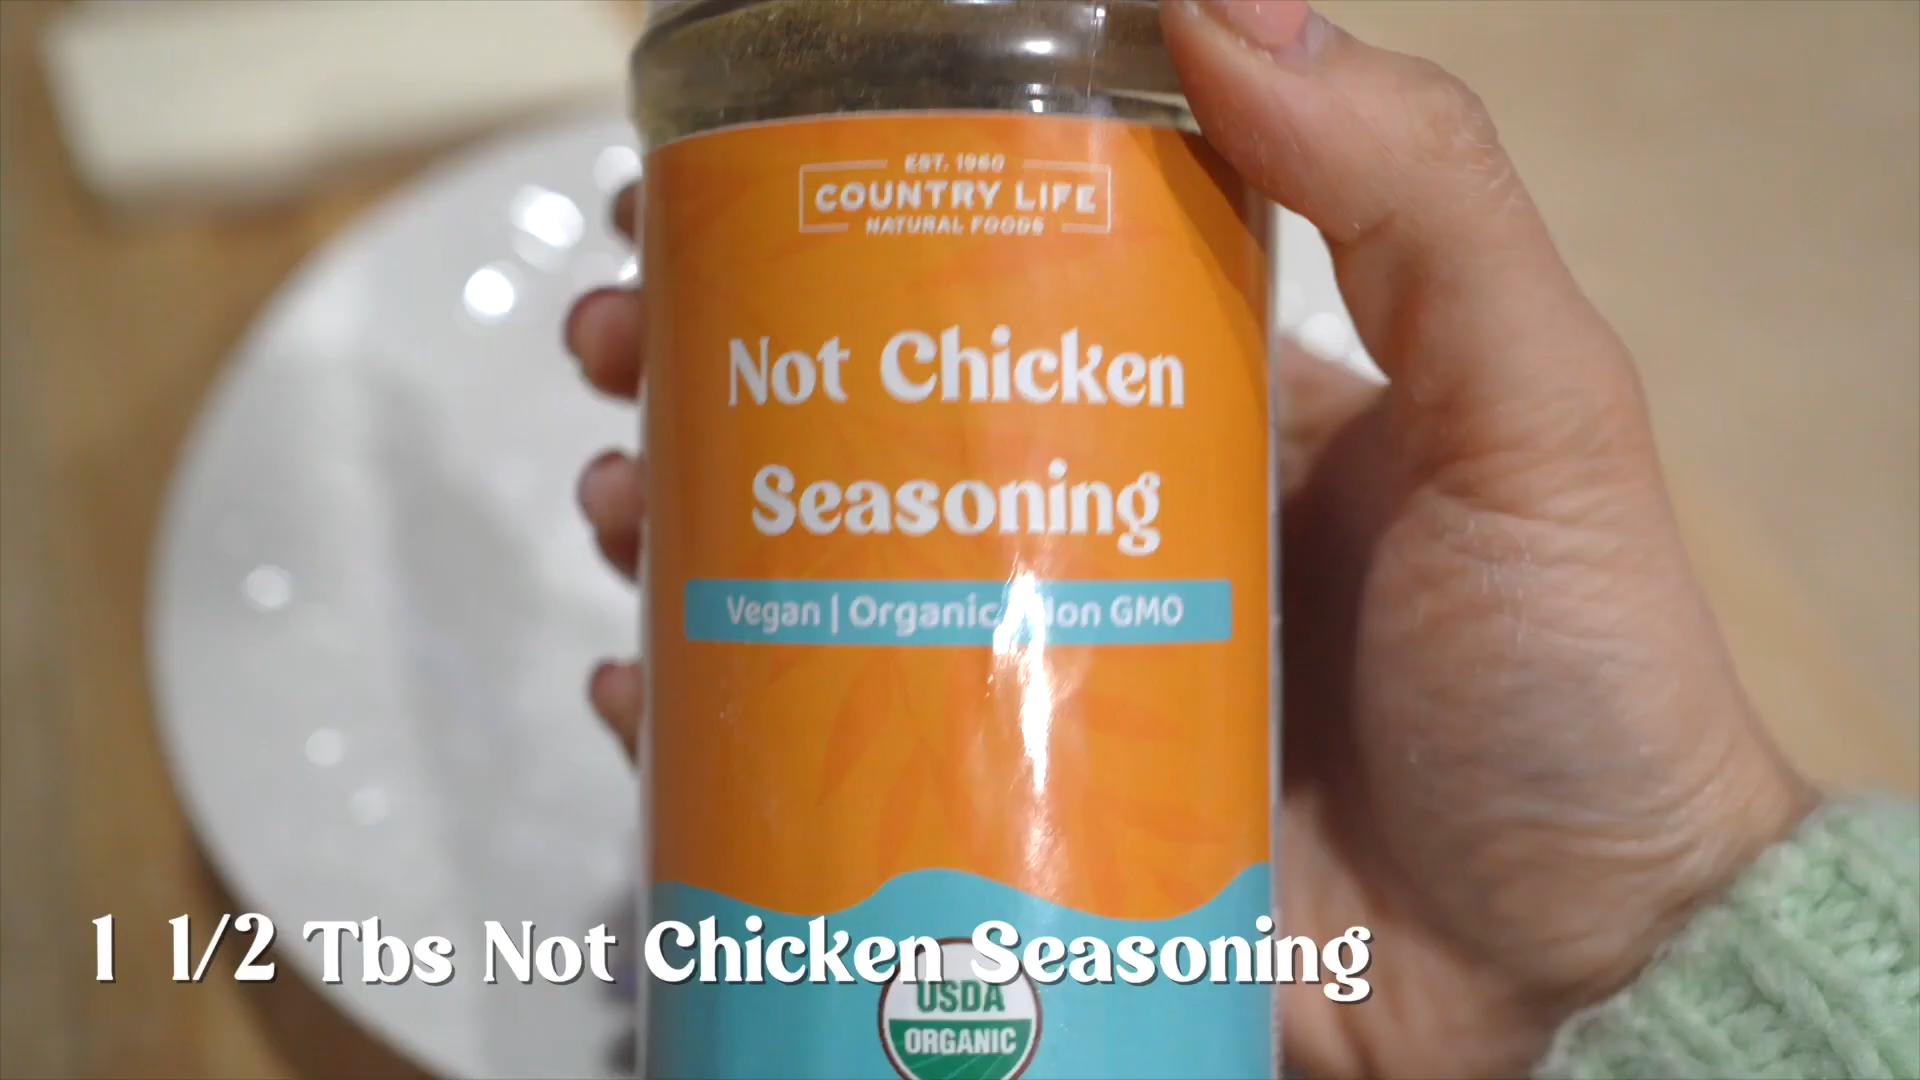 EST. 1960
COUNTRY LIFE
NATURAL FOODS
Not Chicken
Seasoning
Vegan | Organic Non GMO
1 1/2 Tbs Not Chicken Seasoning
USDA
ORGANIC